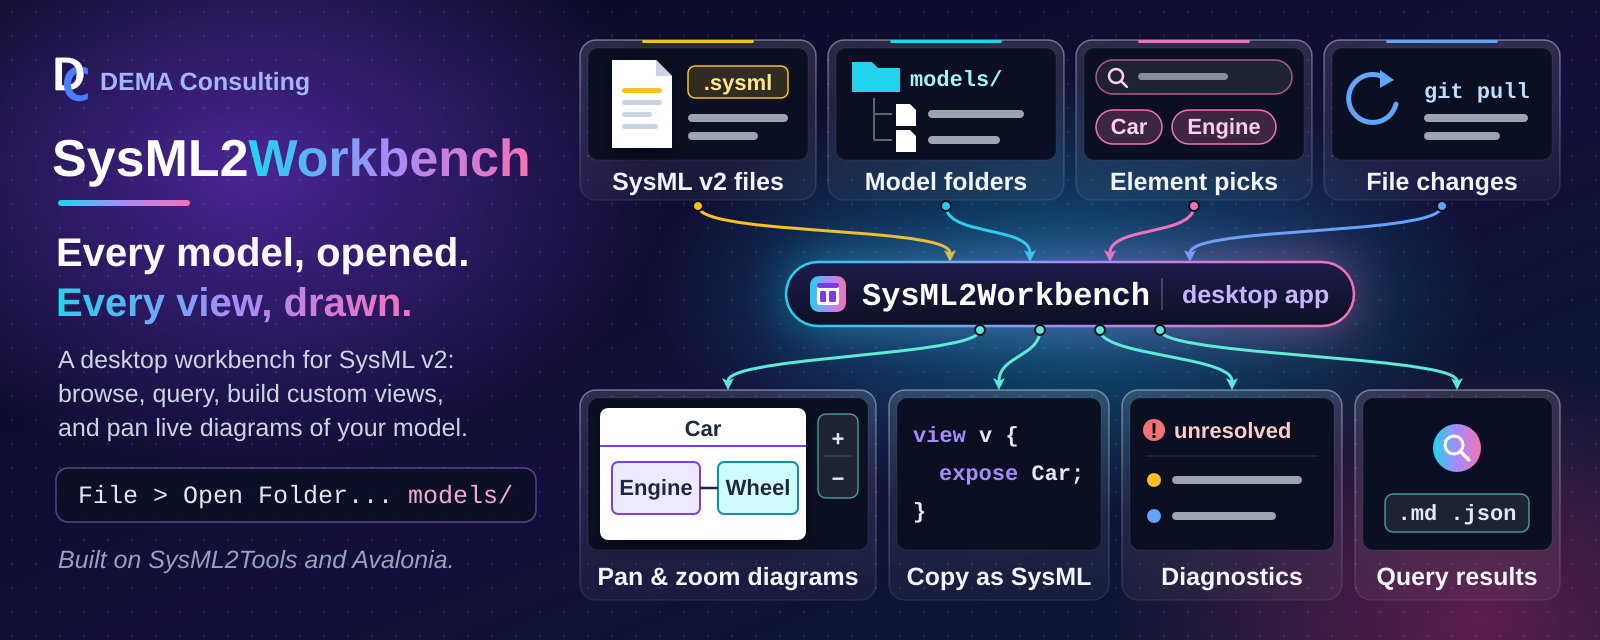 DC
DEMA Consulting
SysML2Workbench
Every model, opened.
Every view, drawn.
A desktop workbench for SysML v2:
browse, query, build custom views,
and pan live diagrams of your model.
File > Open Folder... models/
Built on SysML2Tools and Avalonia.
.sysml
SysML v2 files
models/
Model folders
Car
Engine
Element picks
git pull
File changes
SysML2Workbench
desktop app
Car
Engine
Wheel
+
−
Pan & zoom diagrams
view v {
expose Car;
}
Copy as SysML
unresolved
Diagnostics
.md .json
Query results